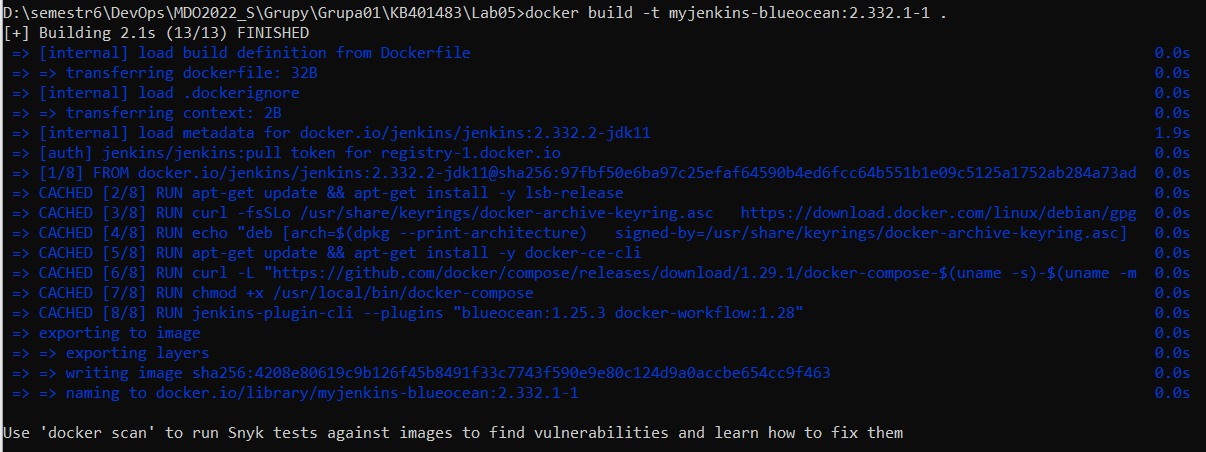 D:\semestr6\DevOps\MDO2022_S\Grupy\Grupa01\KB401483\Lab05>docker build -t myjenkins-blueocean:2.332.1-1 .
[+] Building 2.1s (13/13) FINISHED
=> [internal] load build definition from Dockerfile 0.0s
=> => transferring dockerfile: 32B 0.0s
=> [internal] load .dockerignore 0.0s
=> => transferring context: 2B 0.0s
=> [internal] load metadata for docker.io/jenkins/jenkins:2.332.2-jdk11 1.9s
=> [auth] jenkins/jenkins:pull token for registry-1.docker.io 0.0s
=> [1/8] FROM docker.io/jenkins/jenkins:2.332.2-jdk11@sha256:97fbf50e6ba97c25efaf64590b4ed6fcc64b551b1e09c5125a1752ab284a73ad 0.0s
=> CACHED [2/8] RUN apt-get update && apt-get install -y lsb-release 0.0s
=> CACHED [3/8] RUN curl -fsSLo /usr/share/keyrings/docker-archive-keyring.asc https://download.docker.com/linux/debian/gpg 0.0s
=> CACHED [4/8] RUN echo "deb [arch=$(dpkg --print-architecture) signed-by=/usr/share/keyrings/docker-archive-keyring.asc] 0.0s
=> CACHED [5/8] RUN apt-get update && apt-get install -y docker-ce-cli 0.0s
=> CACHED [6/8] RUN curl -L "https://github.com/docker/compose/releases/download/1.29.1/docker-compose-$(uname -s)-$(uname -m 0.0s
=> CACHED [7/8] RUN chmod +x /usr/local/bin/docker-compose 0.0s
=> CACHED [8/8] RUN jenkins-plugin-cli --plugins "blueocean:1.25.3 docker-workflow:1.28" 0.0s
=> exporting to image 0.0s
=> => exporting layers 0.0s
=> => writing image sha256:4208e80619c9b126f45b8491f33c7743f590e9e80c124d9a0accbe654cc9f463 0.0s
=> => naming to docker.io/library/myjenkins-blueocean:2.332.1-1 0.0s
Use 'docker scan' to run Snyk tests against images to find vulnerabilities and learn how to fix them